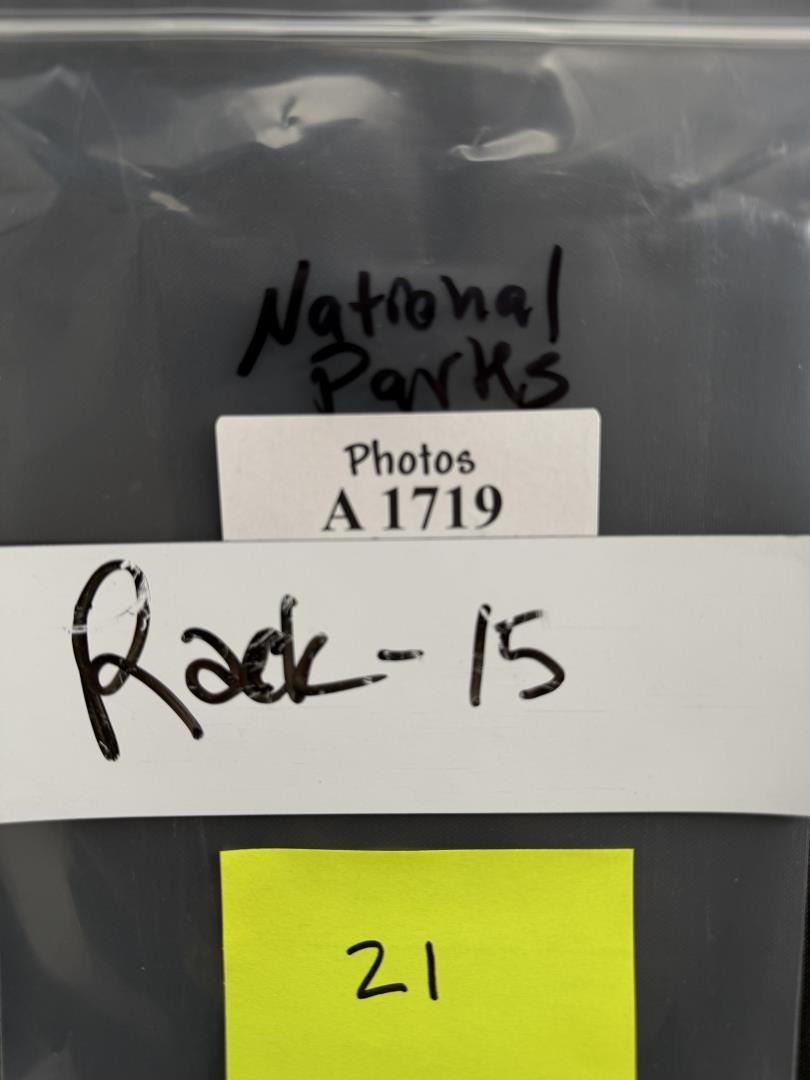 National
Parks
Photos
A 1719
Rack - 15
21